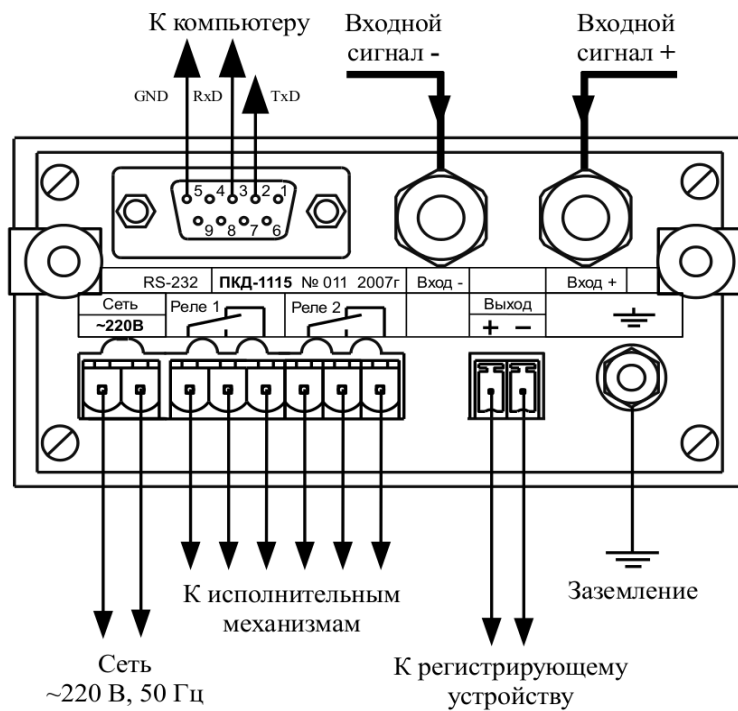 К компьютеру
Входной
сигнал -
Входной
сигнал +
GND
RxD
TxD
5 4 3 2 1
9 8 7 6
RS-232
ПКД-1115 № 011 2007г
Вход -
Вход +
Сеть
~220В
Реле 1
Реле 2
Выход
+ −
К исполнительным
механизмам
Заземление
Сеть
~220 В, 50 Гц
К регистрирующему
устройству